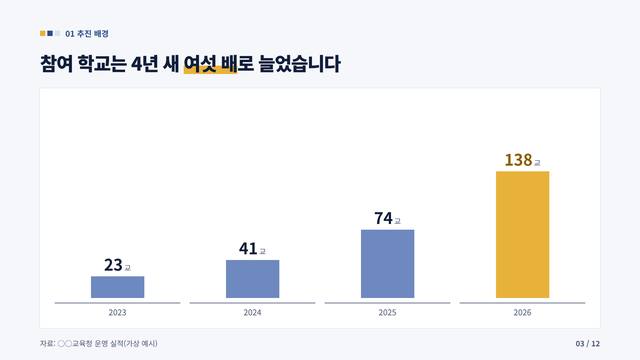 01 추진 배경
참여 학교는 4년 새 여섯 배로 늘었습니다
23교
41교
74교
138교
2023
2024
2025
2026
자료: ○○교육청 운영 실적(가상 예시)
03 / 12